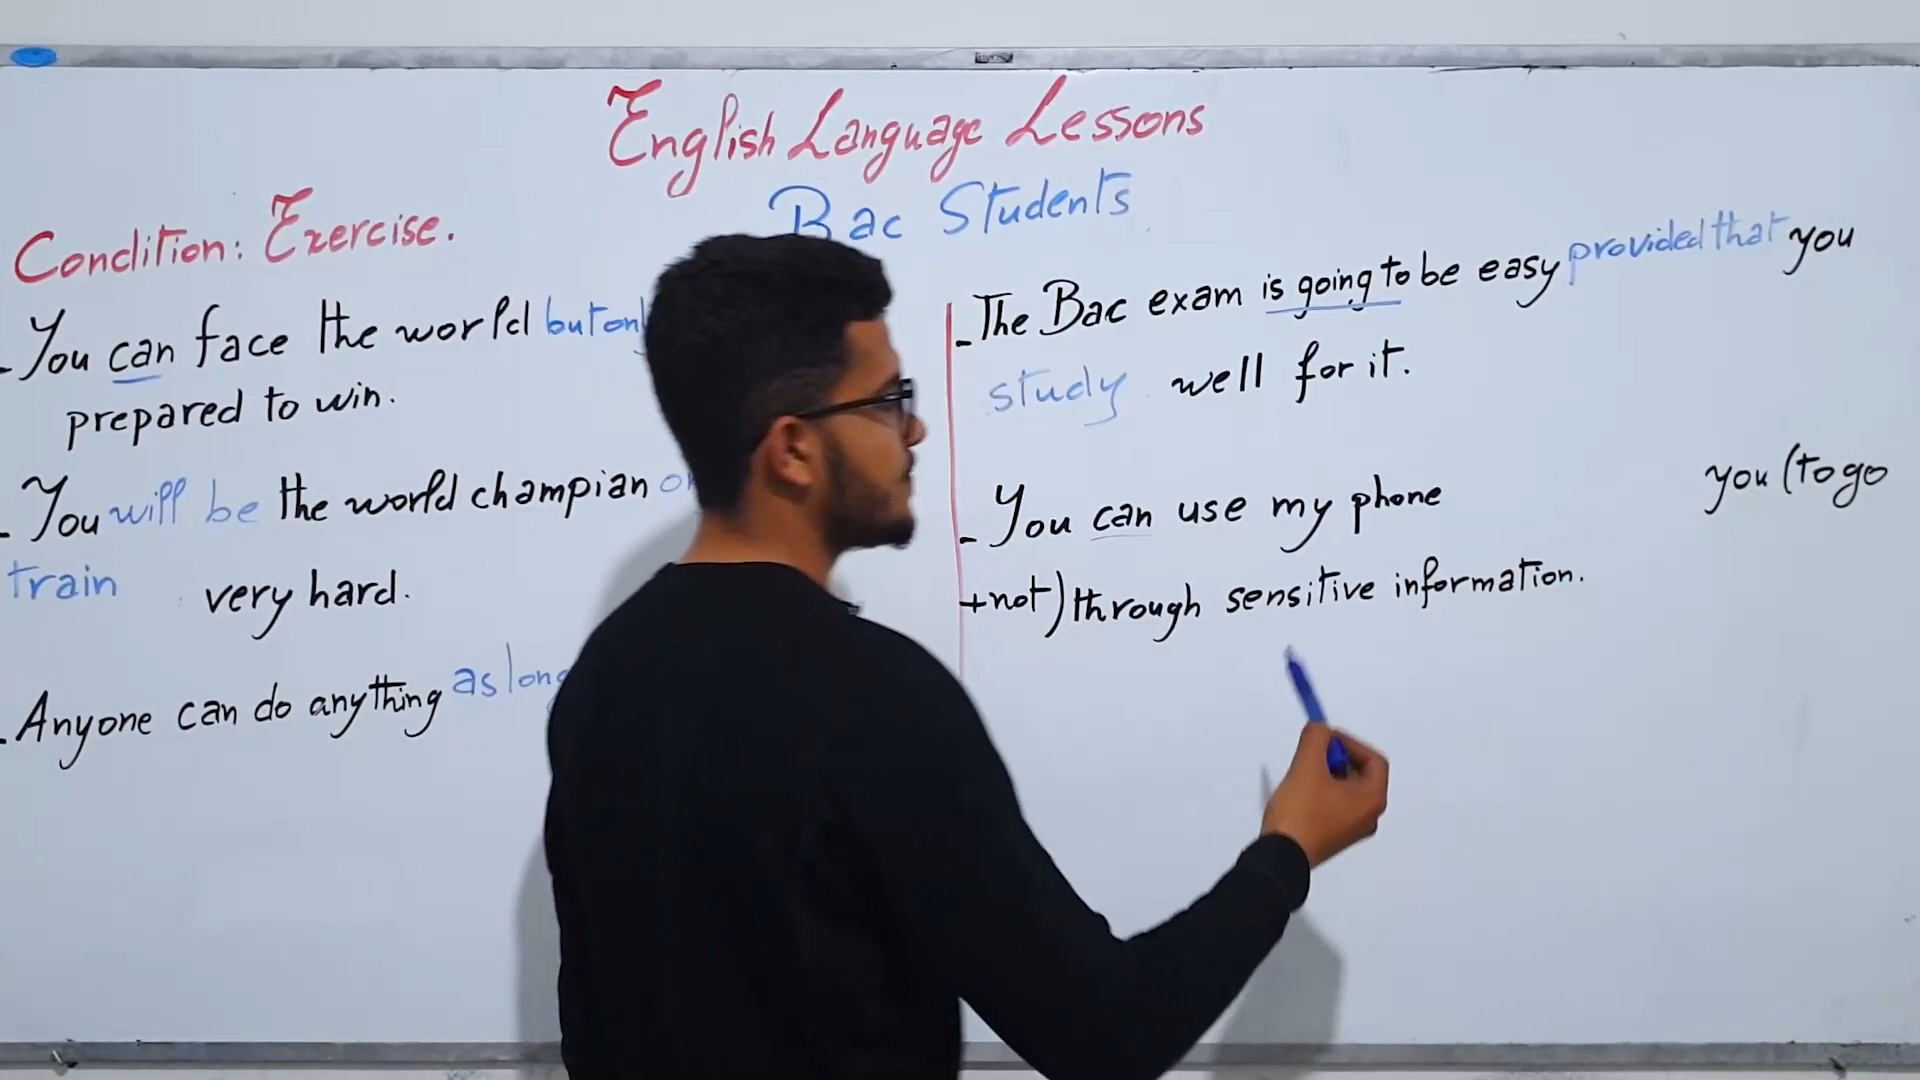 English Language Lessons
Bac Students
Condition: Exercise.
- You can face the world but only
prepared to win.
- You will be the world champian
train very hard.
- Anyone can do anything as long
- The Bac exam is going to be easy provided that you
study well for it.
- You can use my phone you (to go
+not) through sensitive information.